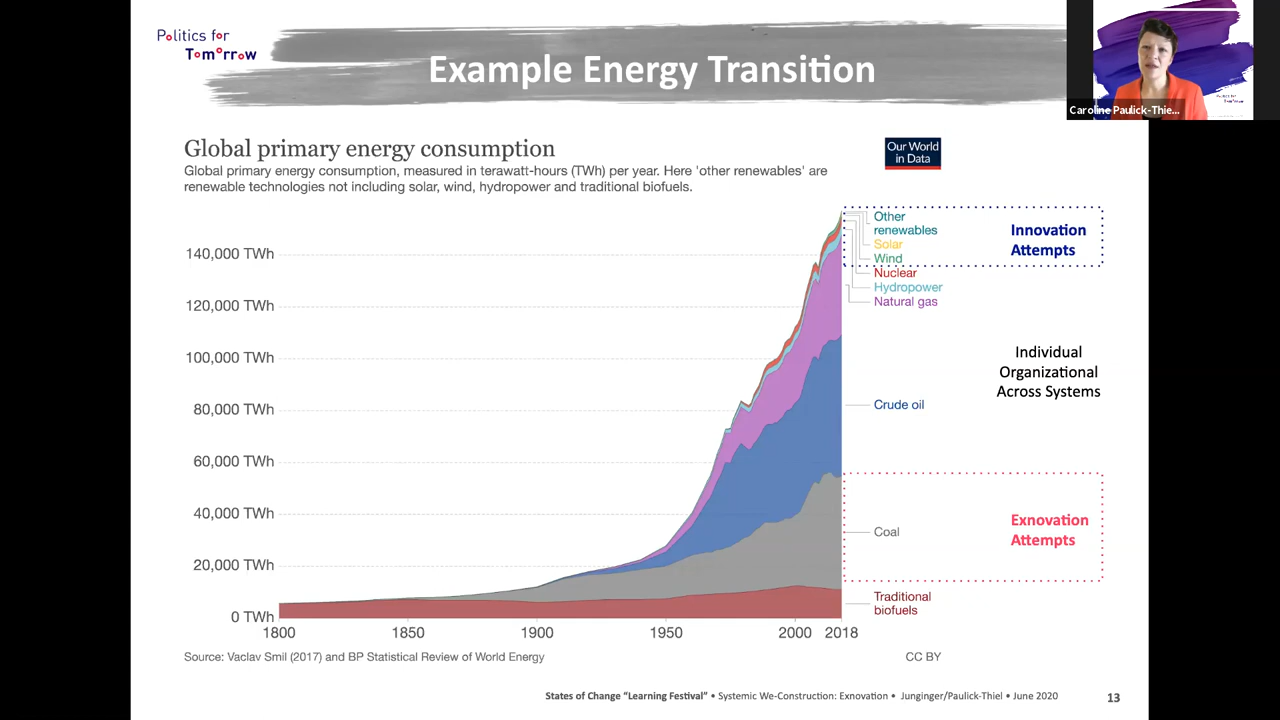 Politics for
Tomorrow
Example Energy Transition
Caroline Paulick-Thie...
Politics for
Tomorrow
Global primary energy consumption
Our World
in Data
Global primary energy consumption, measured in terawatt-hours (TWh) per year. Here 'other renewables' are
renewable technologies not including solar, wind, hydropower and traditional biofuels.
140,000 TWh
120,000 TWh
100,000 TWh
80,000 TWh
60,000 TWh
40,000 TWh
20,000 TWh
0 TWh
1800
1850
1900
1950
2000
2018
Other
renewables
Solar
Wind
Nuclear
Hydropower
Natural gas
Crude oil
Coal
Traditional
biofuels
Innovation
Attempts
Individual
Organizational
Across Systems
Exnovation
Attempts
Source: Vaclav Smil (2017) and BP Statistical Review of World Energy
CC BY
States of Change “Learning Festival” • Systemic We-Construction: Exnovation • Junginger/Paulick-Thiel • June 2020
13